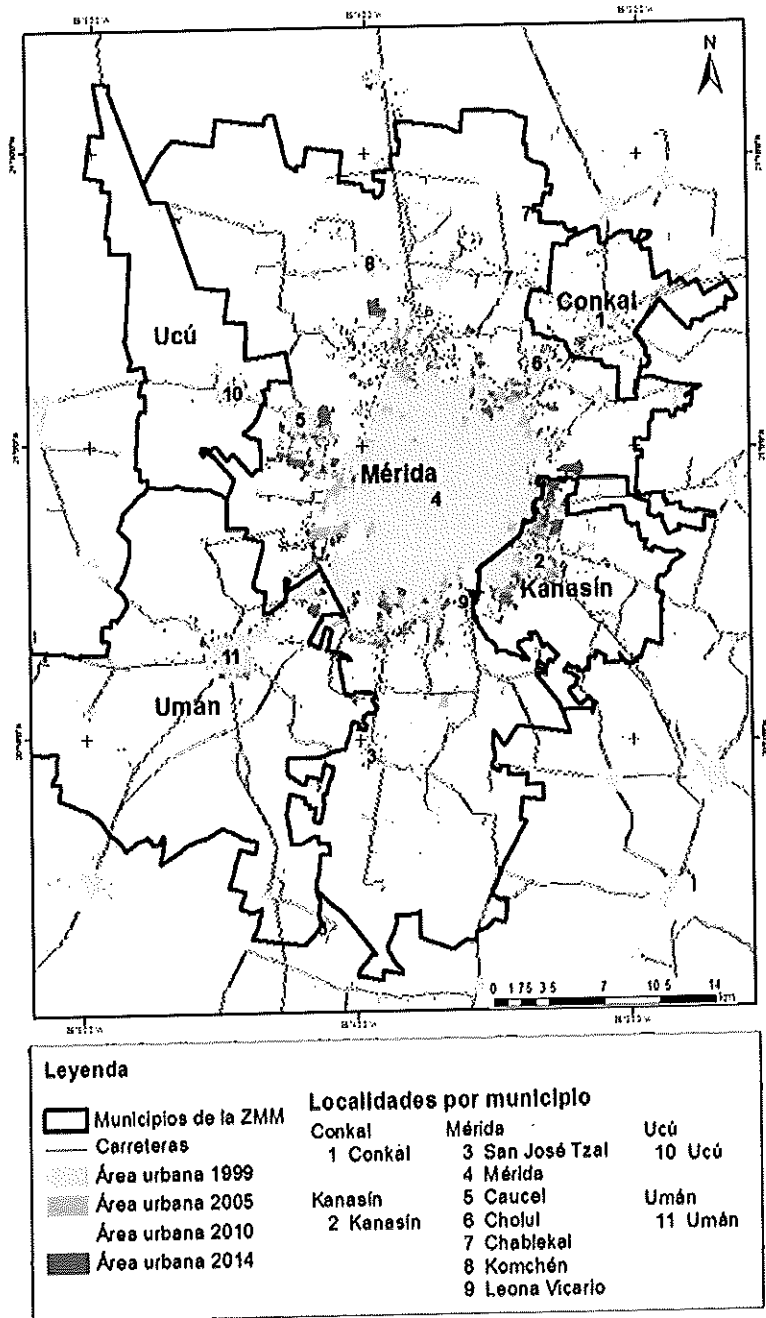 N
8
7
Conkal
1
Ucú
6
10
5
Mérida
4
2
Kanasín
9
11
Umán
3
0 1 75 3 5 7 10 5 14
km
Leyenda
Municipios de la ZMM
Carreteras
Área urbana 1999
Área urbana 2005
Área urbana 2010
Área urbana 2014
Localidades por municipio
Conkal
1 Conkal
Kanasín
2 Kanasín
Mérida
3 San José Tzal
4 Mérida
5 Caucel
6 Cholul
7 Chablekal
8 Komchén
9 Leona Vicario
Ucú
10 Ucú
Umán
11 Umán